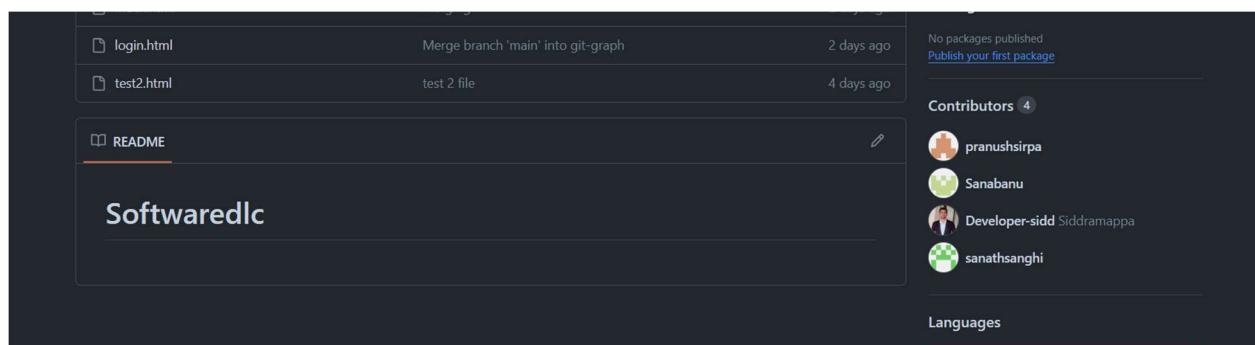 login.html Merge branch 'main' into git-graph 2 days ago
test2.html test 2 file 4 days ago
README
Softwaredlc
No packages published
Publish your first package
Contributors 4
pranushsirpa
Sanabanu
Developer-sidd Siddramappa
sanathsanghi
Languages